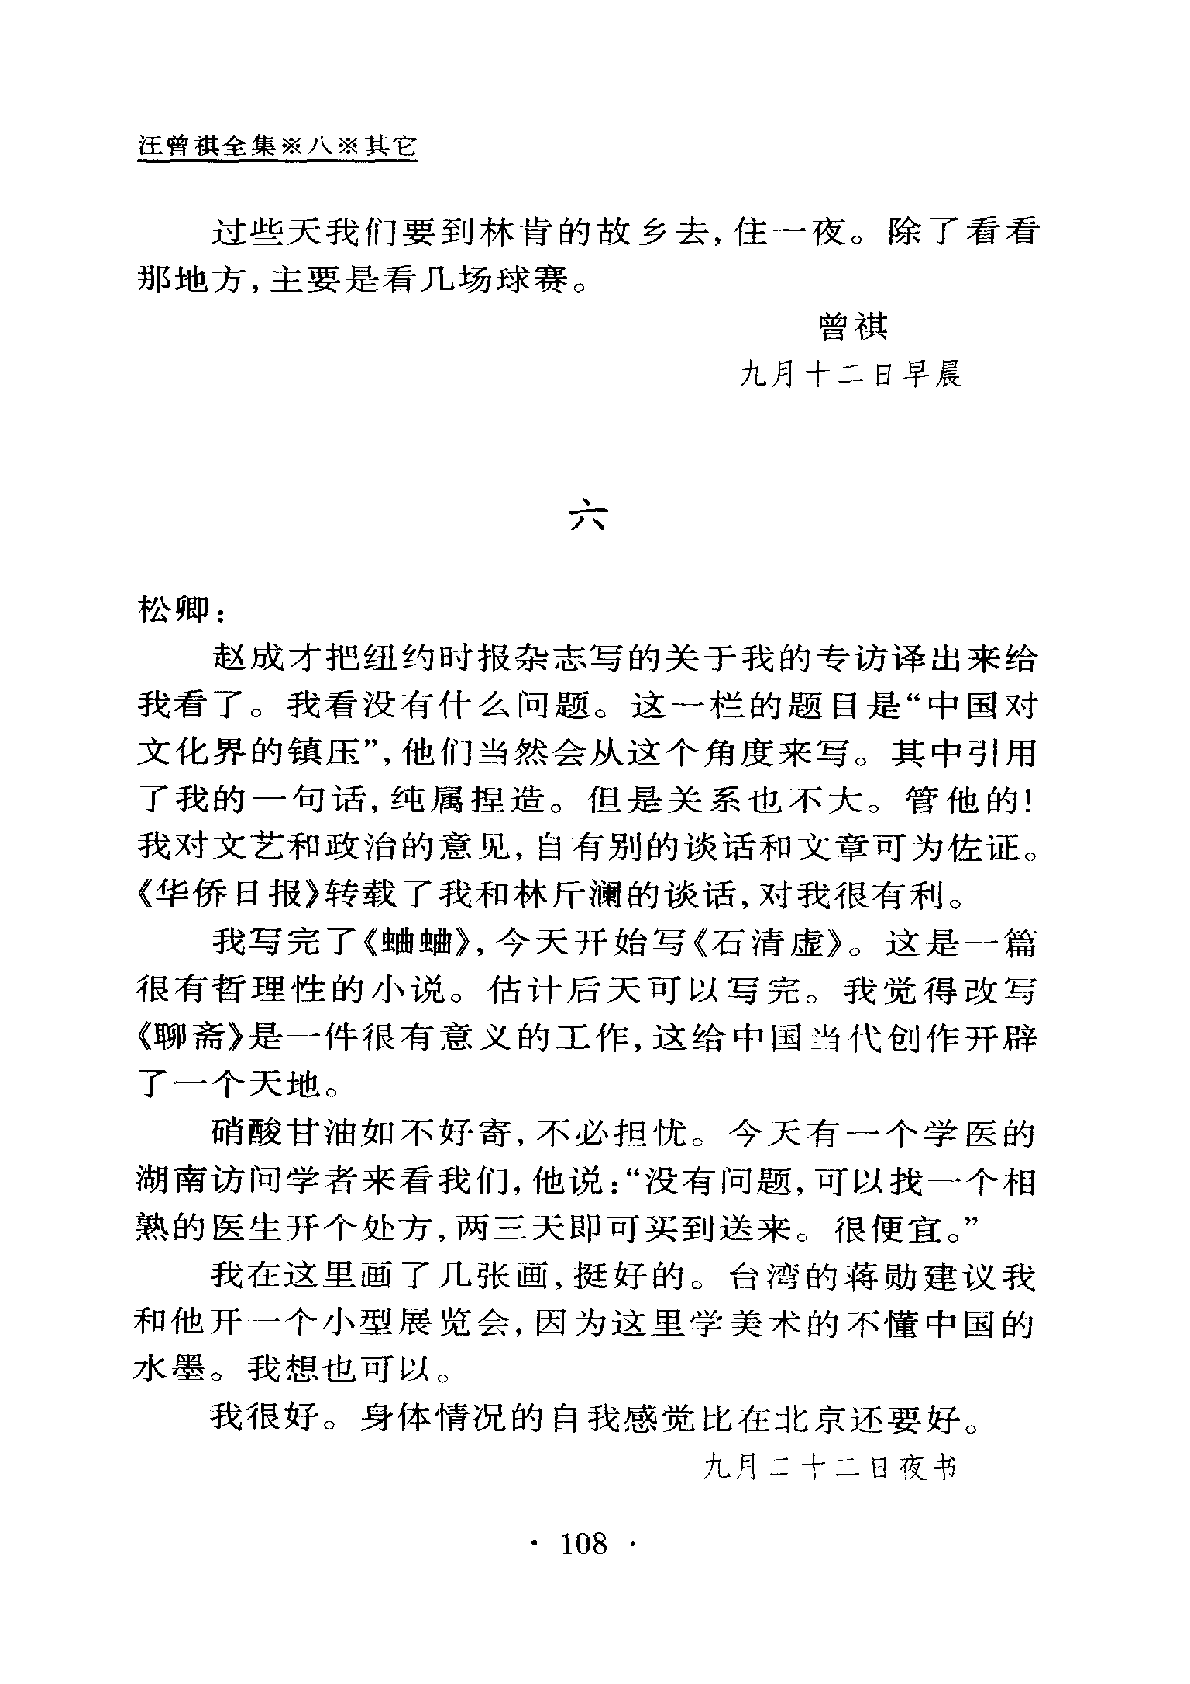 汪曾祺全集※八※其它
过些天我们要到林肯的故乡去,住一夜。除了看看
那地方,主要是看几场球赛。
曾祺
九月十二日早晨
六
松卿:
赵成才把纽约时报杂志写的关于我的专访译出来给
我看了。我看没有什么问题。这一栏的题目是“中国对
文化界的镇压”,他们当然会从这个角度来写。其中引用
了我的一句话,纯属捏造。但是关系也不大。管他的!
我对文艺和政治的意见,自有别的谈话和文章可为佐证。
《华侨日报》转载了我和林斤澜的谈话,对我很有利。
我写完了《蛐蛐》,今天开始写《石清虚》。这是一篇
很有哲理性的小说。估计后天可以写完。我觉得改写
《聊斋》是一件很有意义的工作,这给中国当代创作开辟
了一个天地。
硝酸甘油如不好寄,不必担忧。今天有一个学医的
湖南访问学者来看我们,他说:“没有问题,可以找一个相
熟的医生开个处方,两三天即可买到送来。很便宜。”
我在这里画了几张画,挺好的。台湾的蒋勋建议我
和他开一个小型展览会,因为这里学美术的不懂中国的
水墨。我想也可以。
我很好。身体情况的自我感觉比在北京还要好。
九月二十二日夜书
· 108 ·